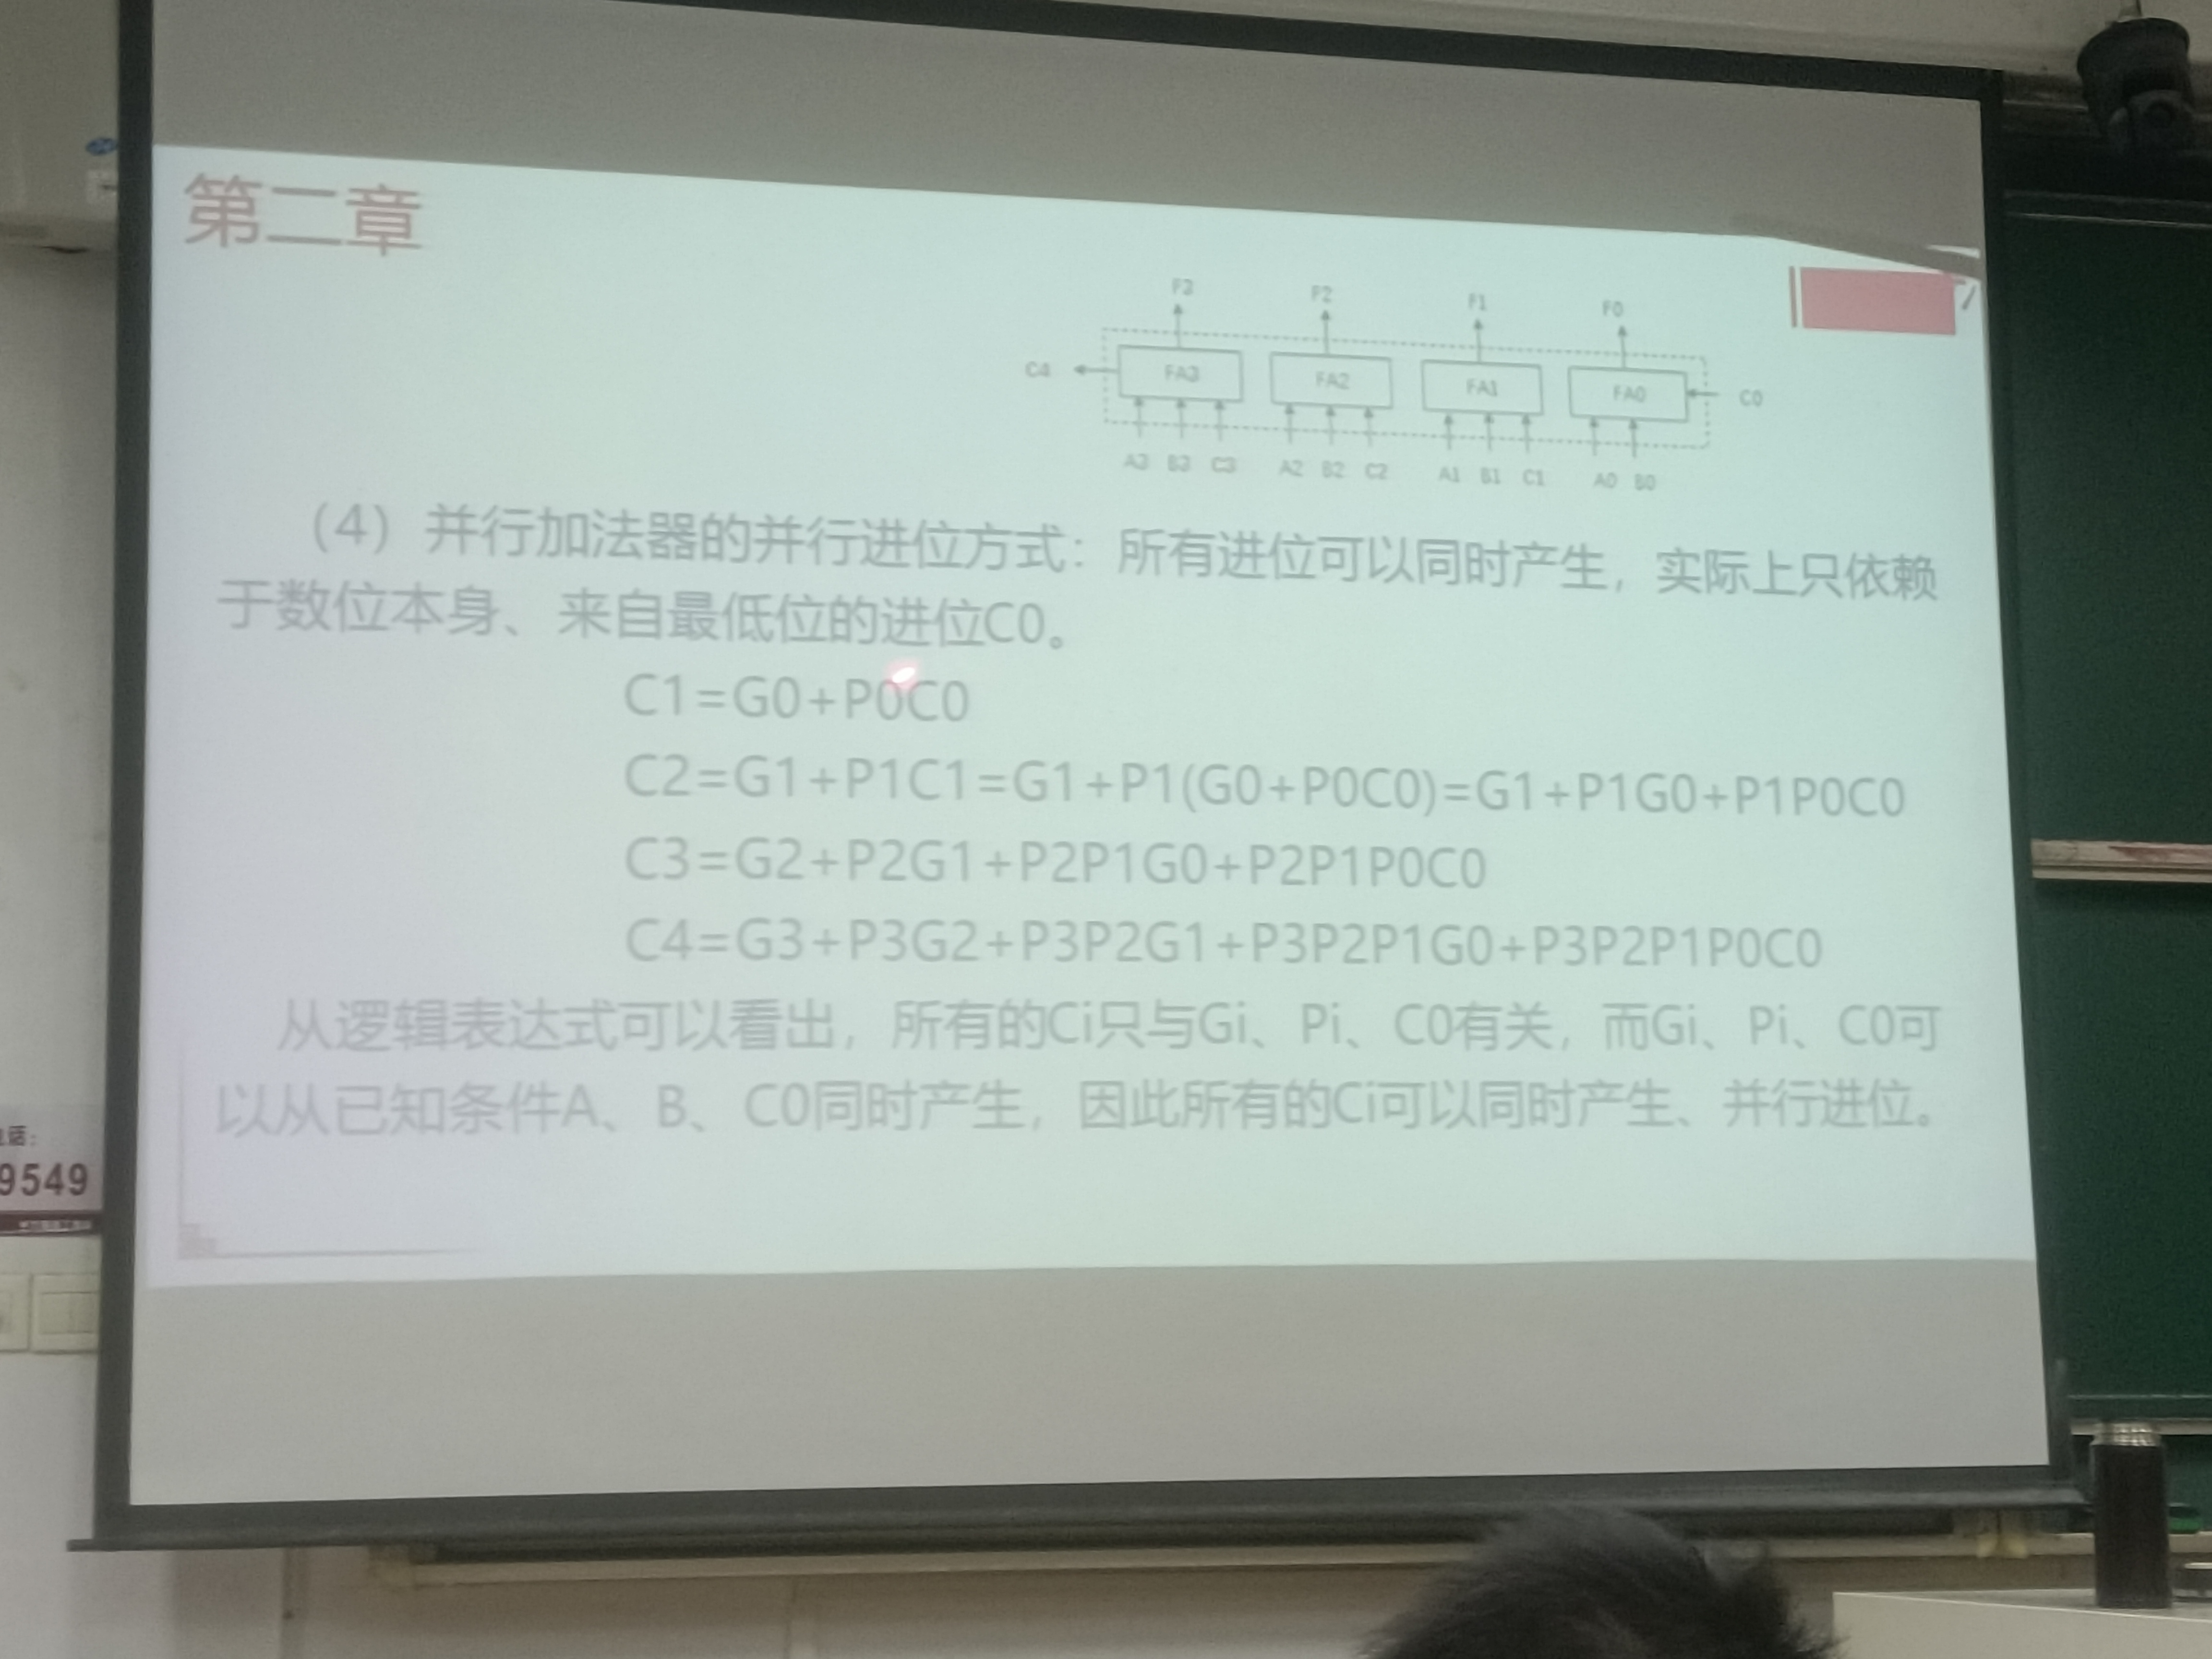 第二章
F3 F2 F1 F0
C4 FA3 FA2 FA1 FA0 C0
A3 B3 C3 A2 B2 C2 A1 B1 C1 A0 B0
（4）并行加法器的并行进位方式：所有进位可以同时产生，实际上只依赖
于数位本身、来自最低位的进位C0。
C1=G0+P0C0
C2=G1+P1C1=G1+P1(G0+P0C0)=G1+P1G0+P1P0C0
C3=G2+P2G1+P2P1G0+P2P1P0C0
C4=G3+P3G2+P3P2G1+P3P2P1G0+P3P2P1P0C0
从逻辑表达式可以看出，所有的Ci只与Gi、Pi、C0有关，而Gi、Pi、C0可
以从已知条件A、B、C0同时产生，因此所有的Ci可以同时产生、并行进位。
话：
9549